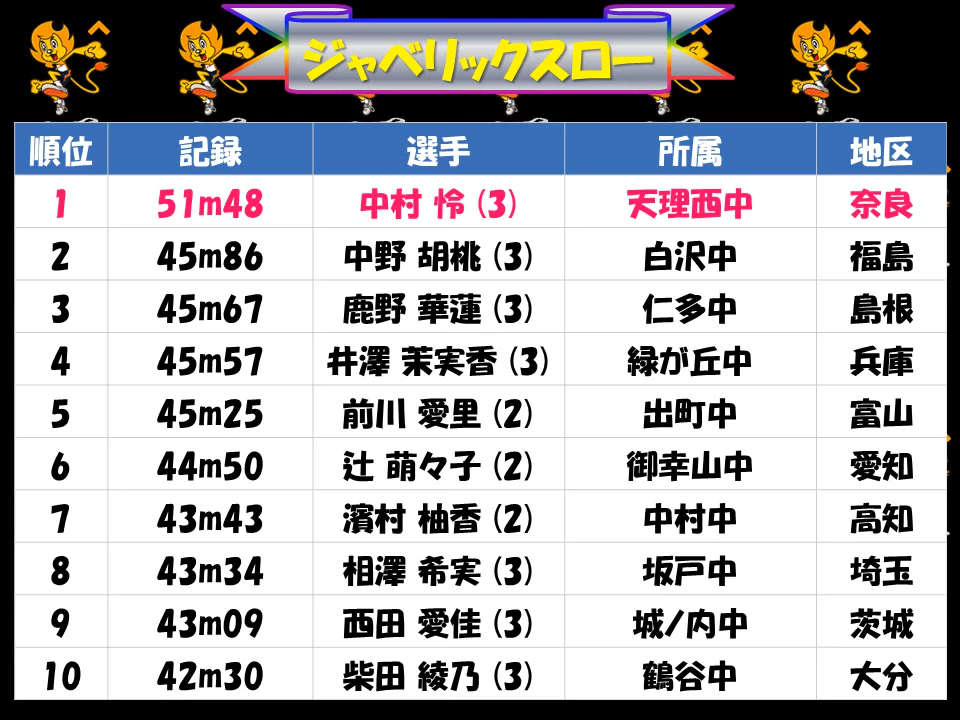 ジャベリックスロー
順位 記録 選手 所属 地区
1 51m48 中村 怜 (3) 天理西中 奈良
2 45m86 中野 胡桃 (3) 白沢中 福島
3 45m67 鹿野 華蓮 (3) 仁多中 島根
4 45m57 井澤 茉実香 (3) 緑が丘中 兵庫
5 45m25 前川 愛里 (2) 出町中 富山
6 44m50 辻 萌々子 (2) 御幸山中 愛知
7 43m43 濱村 柚香 (2) 中村中 高知
8 43m34 相澤 希実 (3) 坂戸中 埼玉
9 43m09 西田 愛佳 (3) 城ノ内中 茨城
10 42m30 柴田 綾乃 (3) 鶴谷中 大分